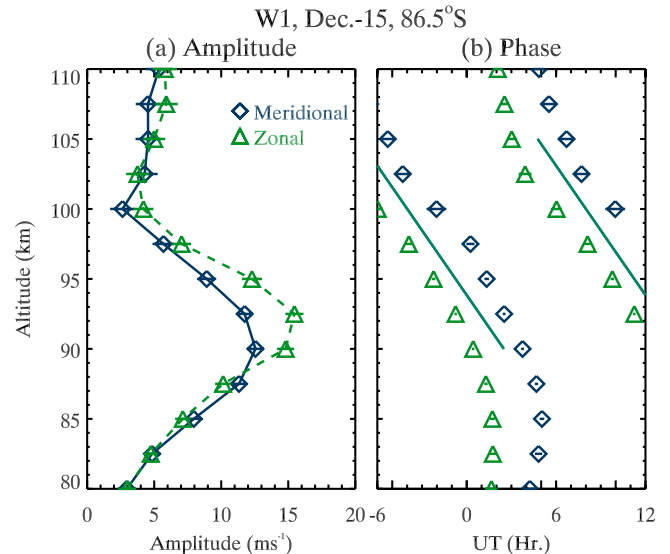 W1, Dec.-15, 86.5°S
(a) Amplitude
(b) Phase
110
105
100
95
90
85
80
Altitude (km)
Meridional
Zonal
0 5 10 15 20
-6 0 6 12
Amplitude (ms⁻¹)
UT (Hr.)